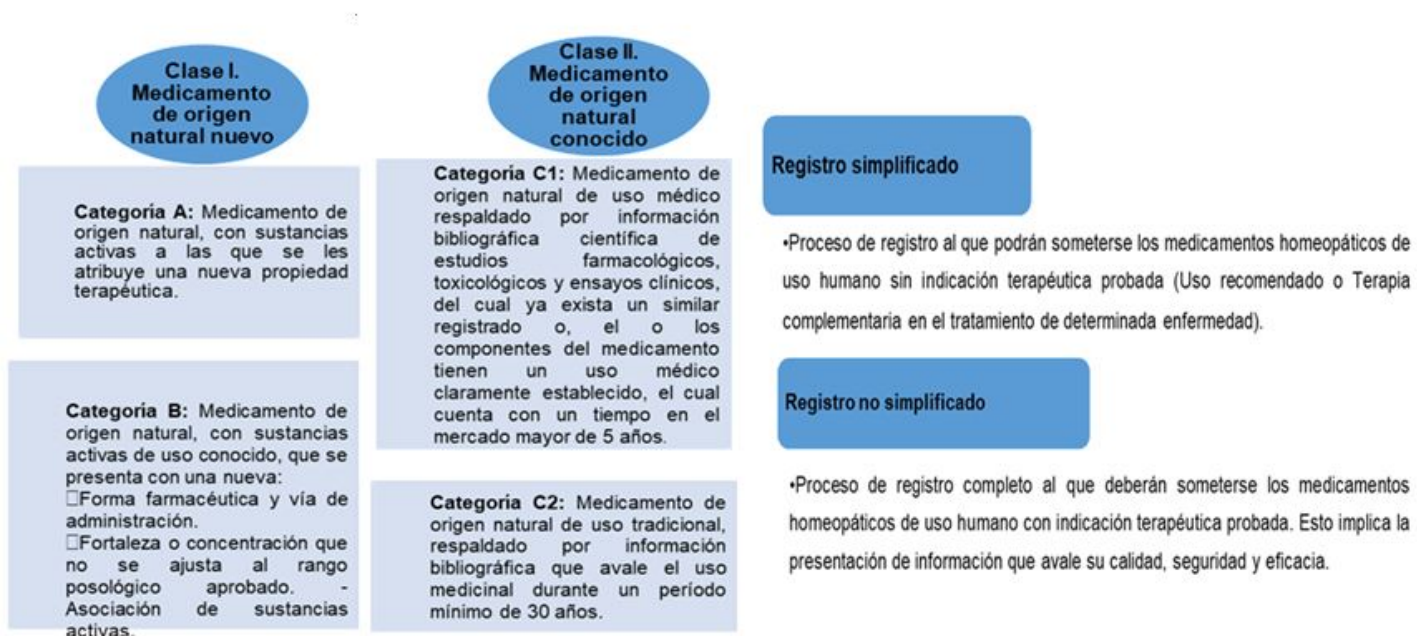 Clase I.
Medicamento
de origen
natural nuevo
Categoría A: Medicamento de
origen natural, con sustancias
activas a las que se les
atribuye una nueva propiedad
terapéutica.
Categoría B: Medicamento de
origen natural, con sustancias
activas de uso conocido, que se
presenta con una nueva:
□Forma farmacéutica y vía de
administración.
□Fortaleza o concentración que
no se ajusta al rango
posológico aprobado. -
Asociación de sustancias
activas.
Clase II.
Medicamento
de origen
natural
conocido
Categoría C1: Medicamento de
origen natural de uso médico
respaldado por información
bibliográfica científica de
estudios farmacológicos,
toxicológicos y ensayos clínicos,
del cual ya exista un similar
registrado o, el o los
componentes del medicamento
tienen un uso médico
claramente establecido, el cual
cuenta con un tiempo en el
mercado mayor de 5 años.
Categoría C2: Medicamento de
origen natural de uso tradicional,
respaldado por información
bibliográfica que avale el uso
medicinal durante un período
mínimo de 30 años.
Registro simplificado
•Proceso de registro al que podrán someterse los medicamentos homeopáticos de
uso humano sin indicación terapéutica probada (Uso recomendado o Terapia
complementaria en el tratamiento de determinada enfermedad).
Registro no simplificado
•Proceso de registro completo al que deberán someterse los medicamentos
homeopáticos de uso humano con indicación terapéutica probada. Esto implica la
presentación de información que avale su calidad, seguridad y eficacia.